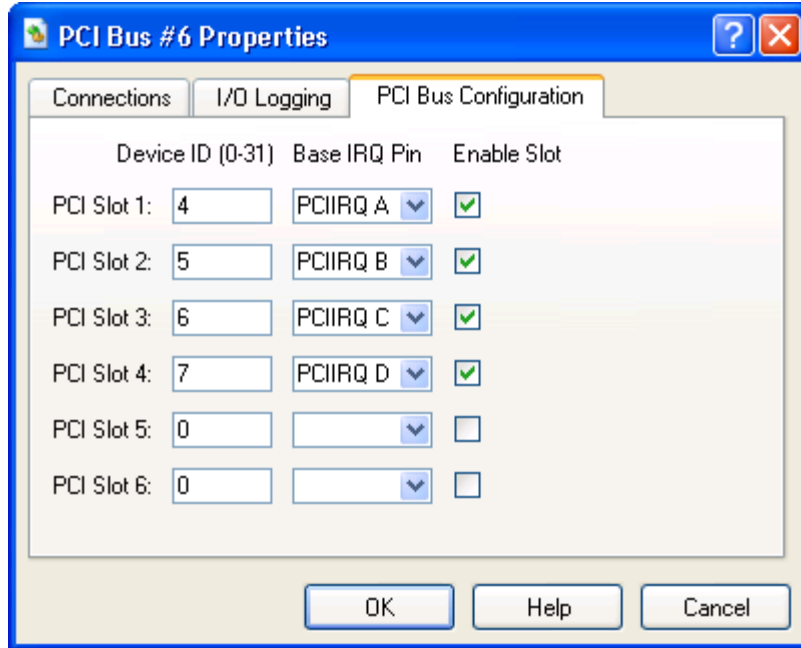 PCI Bus #6 Properties
Connections I/O Logging PCI Bus Configuration
Device ID (0-31) Base IRQ Pin Enable Slot
PCI Slot 1: 4 PCIIRQ A
PCI Slot 2: 5 PCIIRQ B
PCI Slot 3: 6 PCIIRQ C
PCI Slot 4: 7 PCIIRQ D
PCI Slot 5: 0
PCI Slot 6: 0
OK Help Cancel